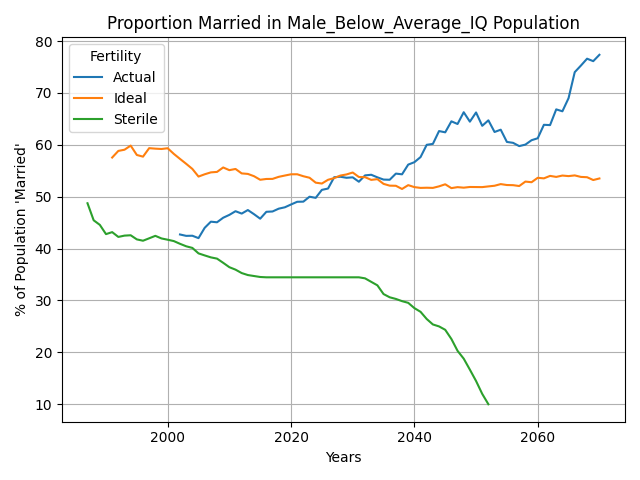 Proportion Married in Male_Below_Average_IQ Population
% of Population 'Married'
80
70
60
50
40
30
20
10
Fertility
Actual
Ideal
Sterile
2000
2020
2040
2060
Years